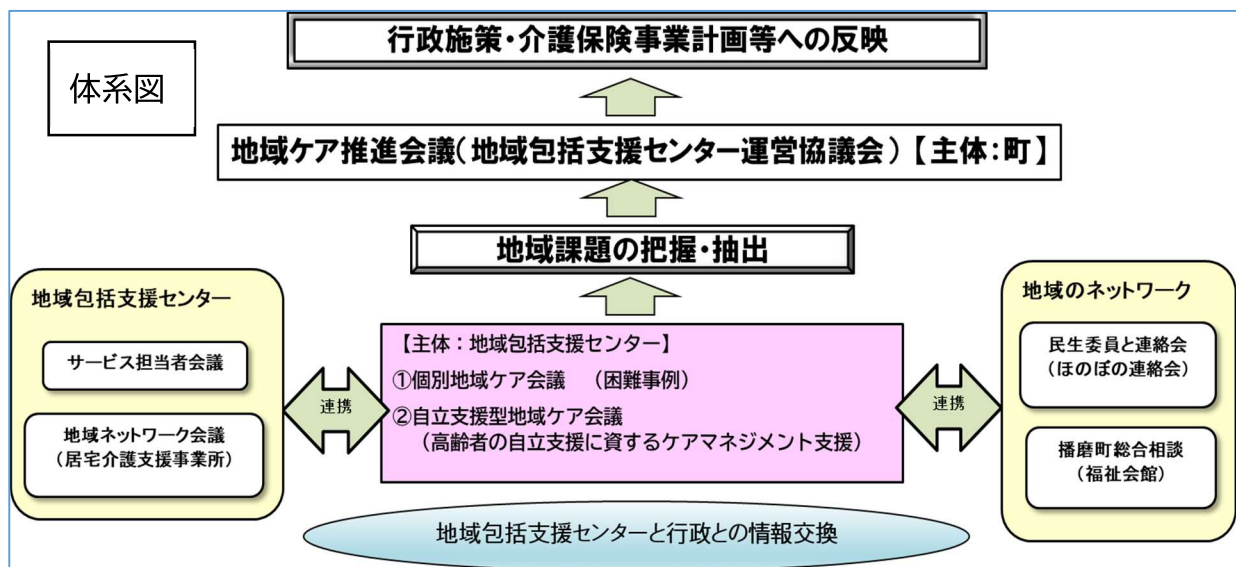 体系図
行政施策・介護保険事業計画等への反映
地域ケア推進会議(地域包括支援センター運営協議会)【主体:町】
地域課題の把握・抽出
地域包括支援センター
サービス担当者会議
地域ネットワーク会議
(居宅介護支援事業所)
連携
【主体:地域包括支援センター】
①個別地域ケア会議 (困難事例)
②自立支援型地域ケア会議
(高齢者の自立支援に資するケアマネジメント支援)
連携
地域のネットワーク
民生委員と連絡会
(ほのぼの連絡会)
播磨町総合相談
(福祉会館)
地域包括支援センターと行政との情報交換